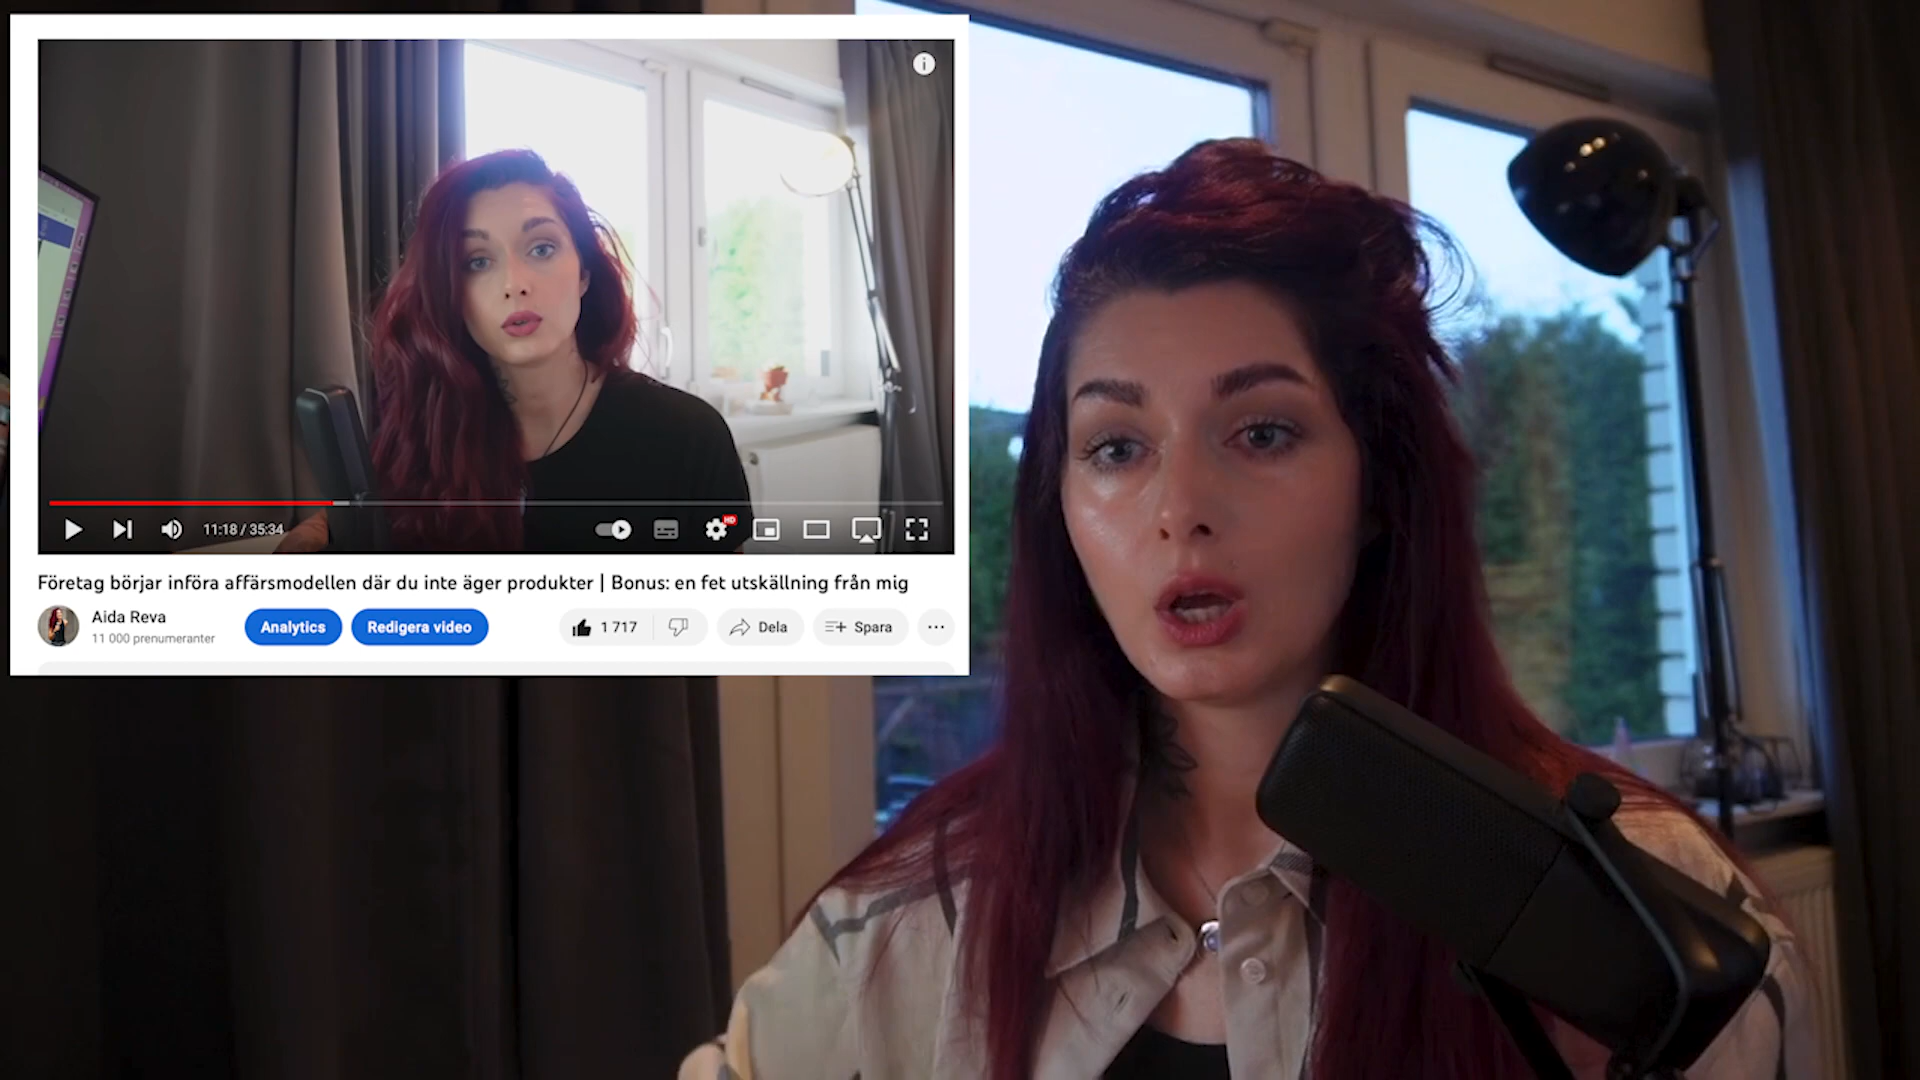 HD
11:18 / 35:34
Företag börjar införa affärsmodellen där du inte äger produkter | Bonus: en fet utskällning från mig
Aida Reva
11 000 prenumeranter
Analytics
Redigera video
1 717
Dela
Spara